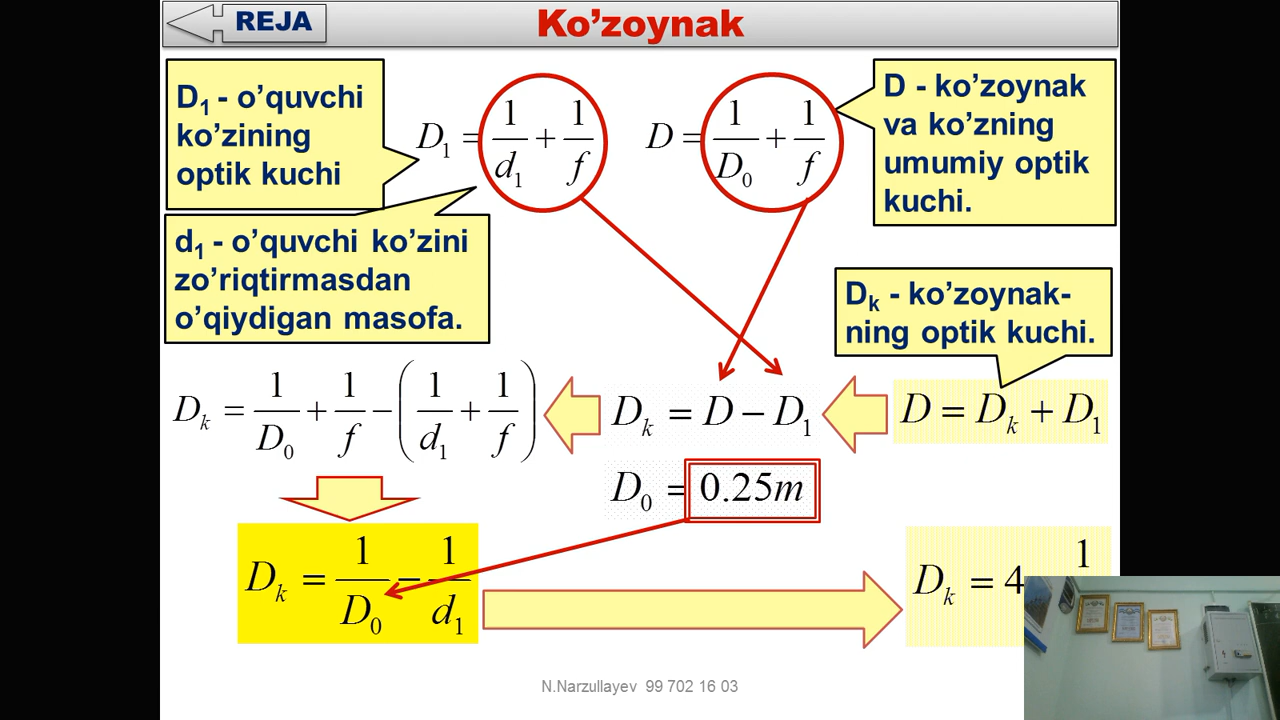 REJA
Ko’zoynak
D₁ - o’quvchi
ko’zining
optik kuchi
D₁ = 1/d₁ + 1/f
D = 1/D₀ + 1/f
D - ko’zoynak
va ko’zning
umumiy optik
kuchi.
d₁ - o’quvchi ko’zini
zo’riqtirmasdan
o’qiydigan masofa.
Dₖ - ko’zoynak-
ning optik kuchi.
Dₖ = 1/D₀ + 1/f − (1/d₁ + 1/f)
Dₖ = D − D₁
D = Dₖ + D₁
D₀ = 0.25m
Dₖ = 1/D₀ − 1/d₁
Dₖ = 4 1
N.Narzullayev 99 702 16 03